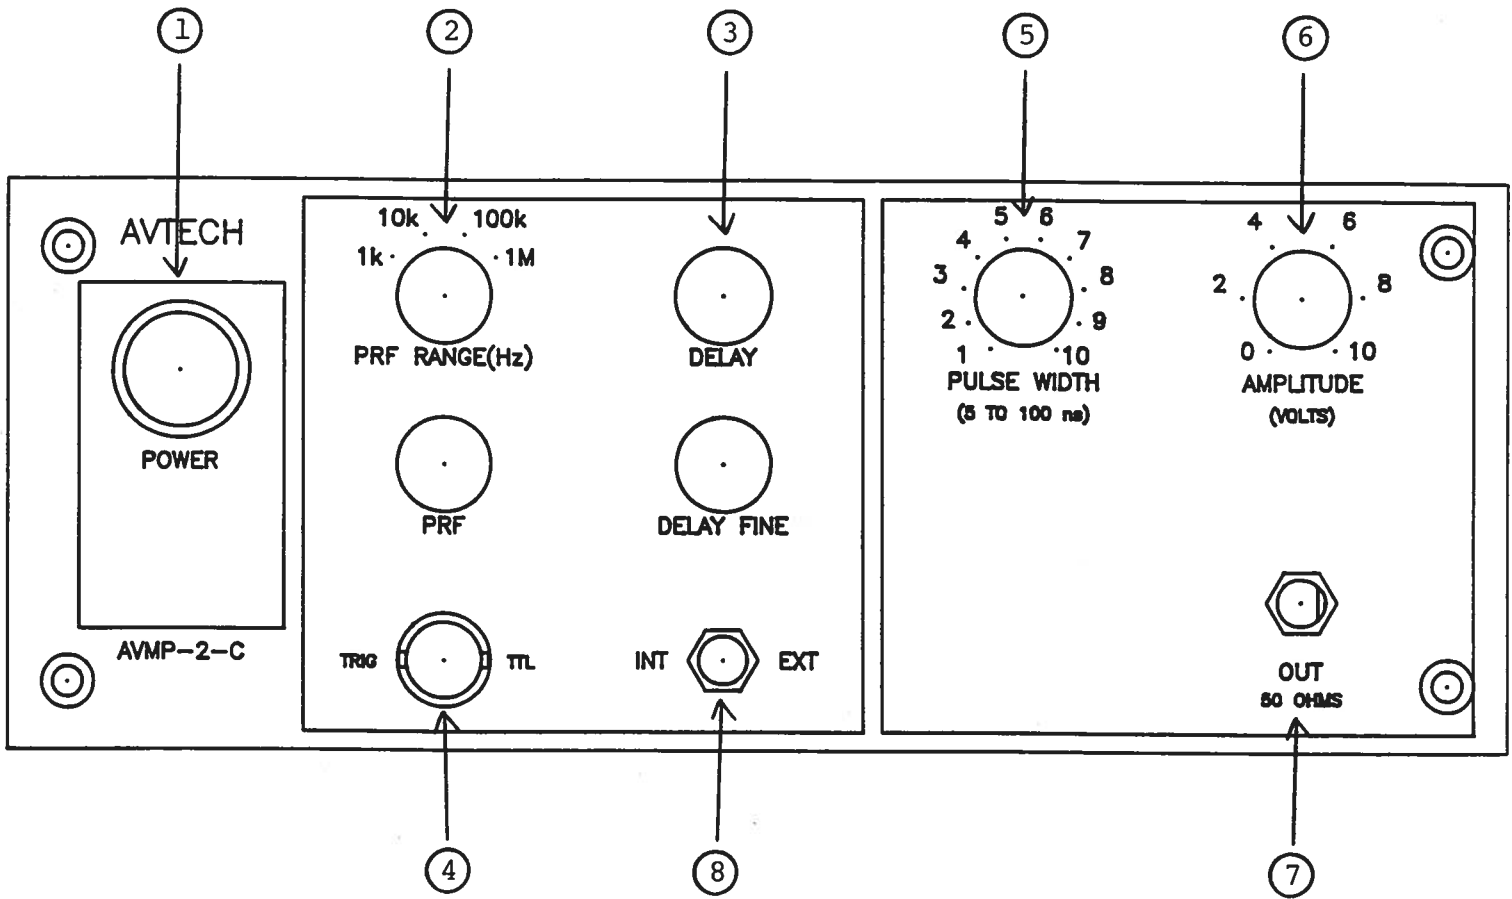 1
2
3
5
6
AVTECH
POWER
AVMP-2-C
10k 100k
1k 1M
PRF RANGE(Hz)
DELAY
PRF
DELAY FINE
TRIG TTL
INT EXT
5 6
4 7
3 8
2 9
1 10
PULSE WIDTH
(5 TO 100 ns)
4 6
2 8
0 10
AMPLITUDE
(VOLTS)
OUT
50 OHMS
4
8
7